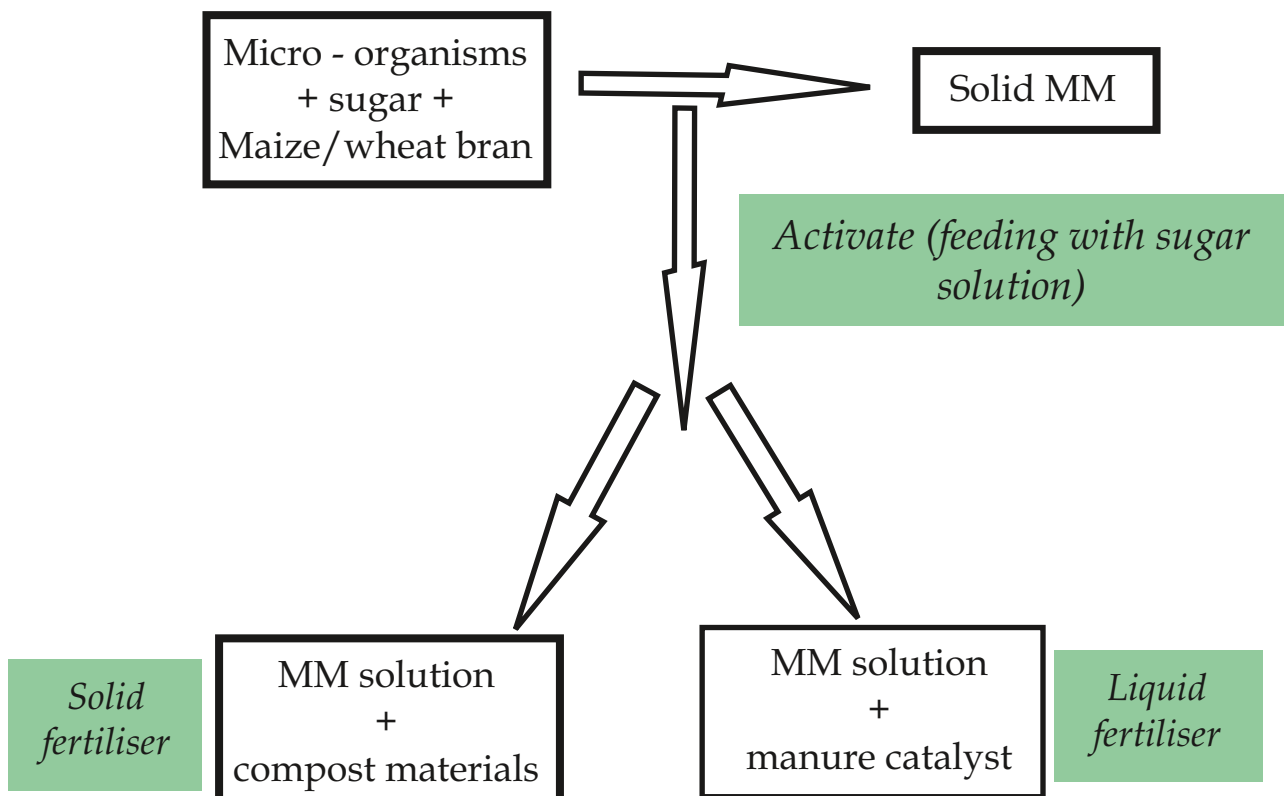 Micro - organisms
+ sugar +
Maize/wheat bran
Solid MM
Activate (feeding with sugar
solution)
Solid
fertiliser
MM solution
+
compost materials
MM solution
+
manure catalyst
Liquid
fertiliser